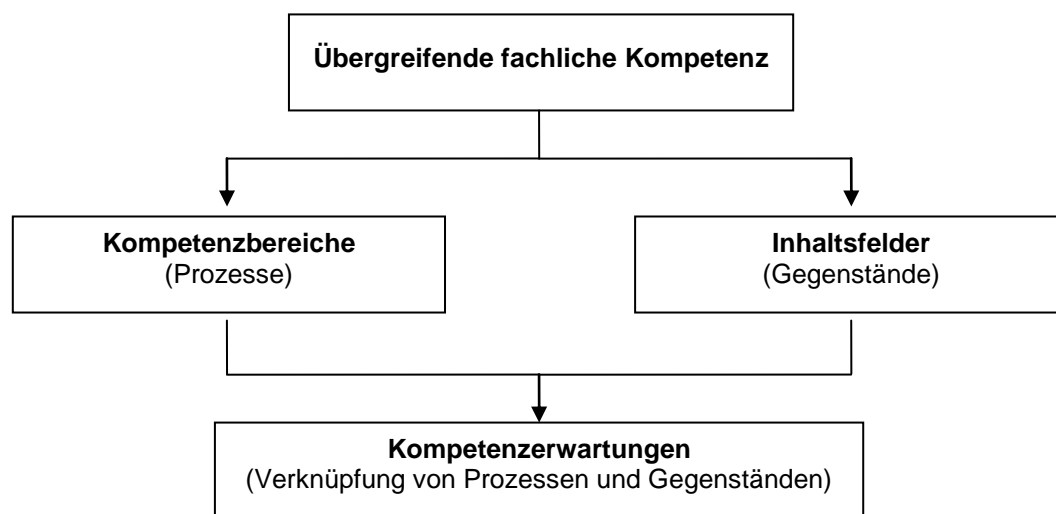 Übergreifende fachliche Kompetenz
Kompetenzbereiche
(Prozesse)
Inhaltsfelder
(Gegenstände)
Kompetenzerwartungen
(Verknüpfung von Prozessen und Gegenständen)